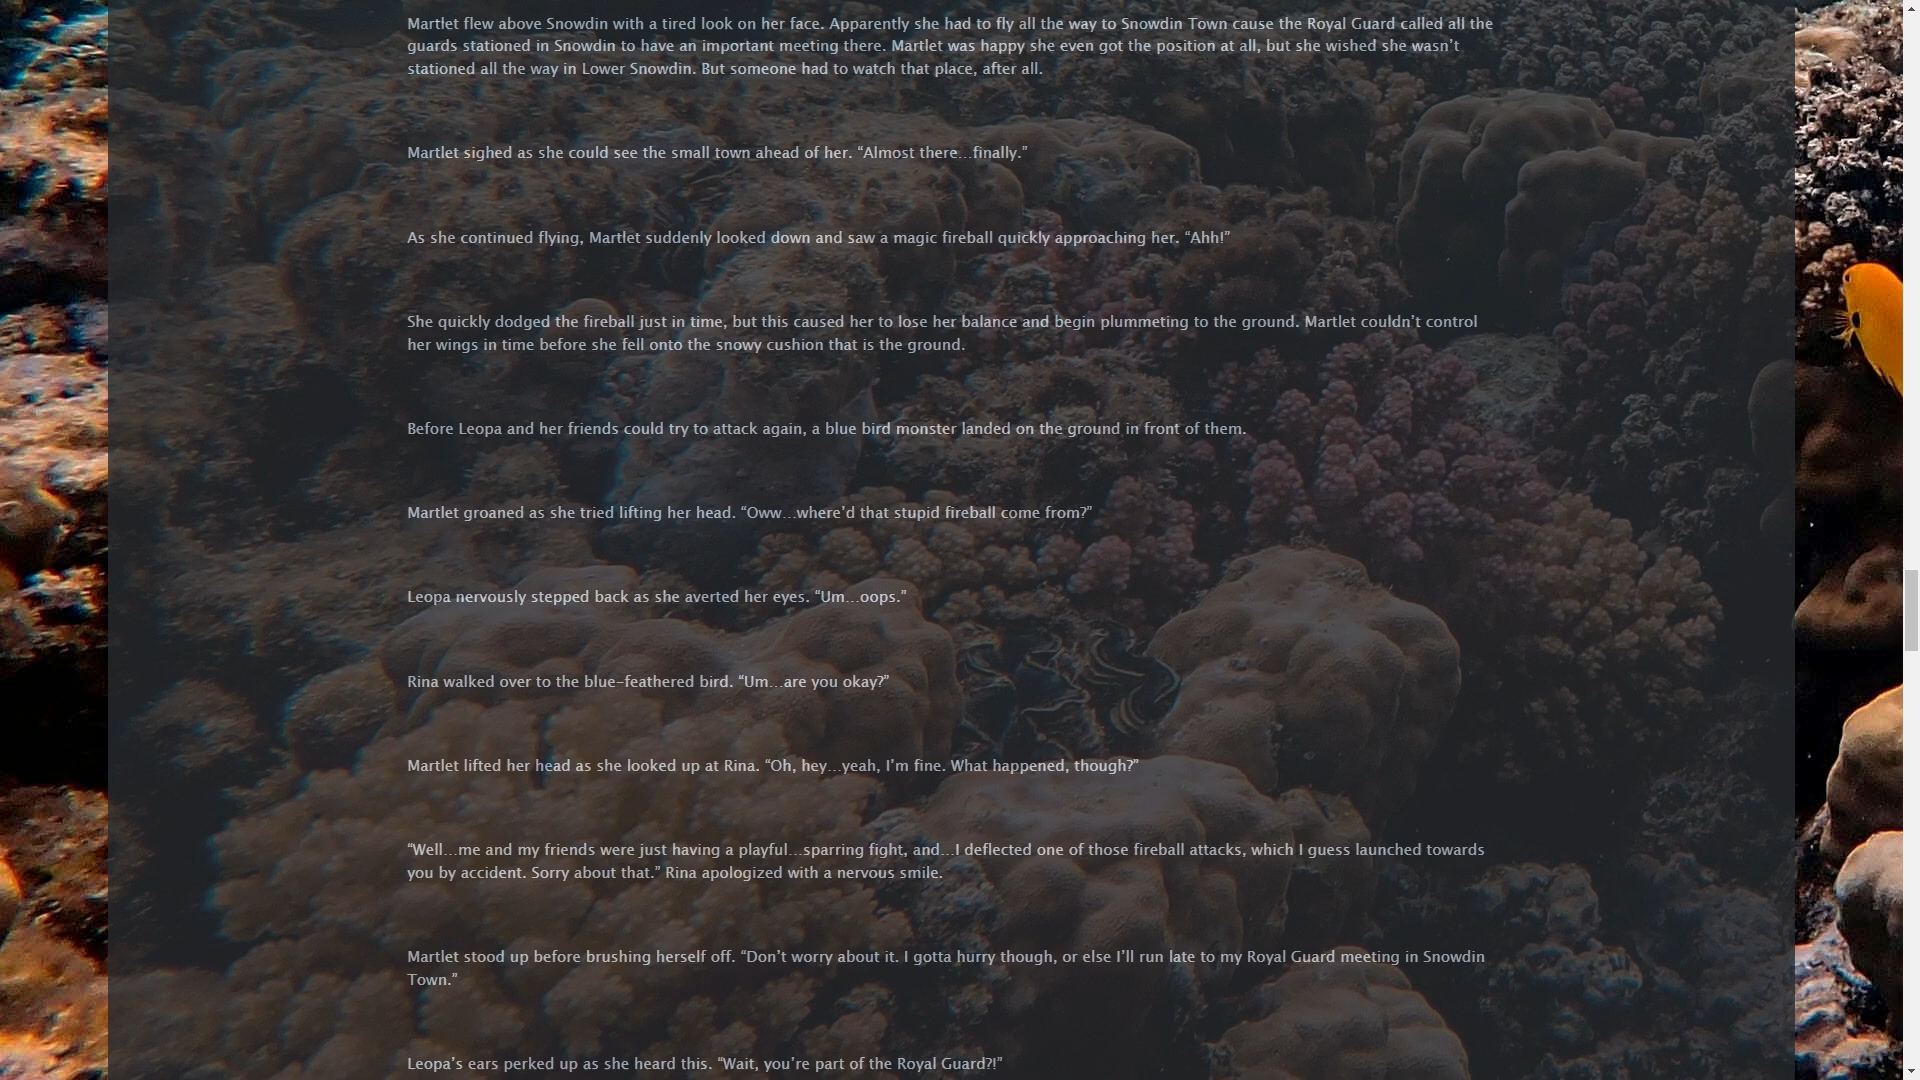 Martlet flew above Snowdin with a tired look on her face. Apparently she had to fly all the way to Snowdin Town cause the Royal Guard called all the
guards stationed in Snowdin to have an important meeting there. Martlet was happy she even got the position at all, but she wished she wasn’t
stationed all the way in Lower Snowdin. But someone had to watch that place, after all.
Martlet sighed as she could see the small town ahead of her. “Almost there…finally.”
As she continued flying, Martlet suddenly looked down and saw a magic fireball quickly approaching her. “Ahh!”
She quickly dodged the fireball just in time, but this caused her to lose her balance and begin plummeting to the ground. Martlet couldn’t control
her wings in time before she fell onto the snowy cushion that is the ground.
Before Leopa and her friends could try to attack again, a blue bird monster landed on the ground in front of them.
Martlet groaned as she tried lifting her head. “Oww…where’d that stupid fireball come from?”
Leopa nervously stepped back as she averted her eyes. “Um…oops.”
Rina walked over to the blue-feathered bird. “Um…are you okay?”
Martlet lifted her head as she looked up at Rina. “Oh, hey…yeah, I’m fine. What happened, though?”
“Well…me and my friends were just having a playful…sparring fight, and…I deflected one of those fireball attacks, which I guess launched towards
you by accident. Sorry about that.” Rina apologized with a nervous smile.
Martlet stood up before brushing herself off. “Don’t worry about it. I gotta hurry though, or else I’ll run late to my Royal Guard meeting in Snowdin
Town.”
Leopa’s ears perked up as she heard this. “Wait, you’re part of the Royal Guard?!”